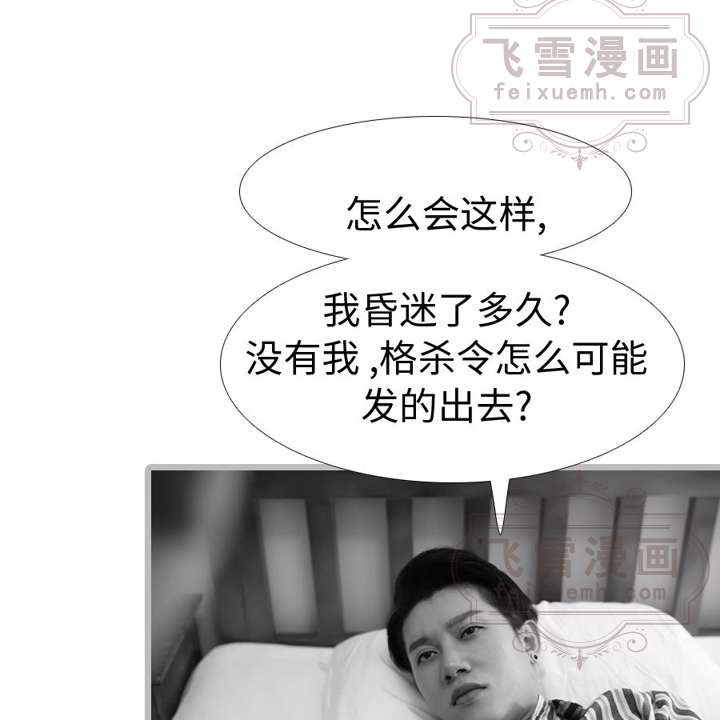 飞雪漫画
feixuemh.com
怎么会这样,
我昏迷了多久?
没有我,格杀令怎么可能
发的出去?
飞雪漫画
feixuemh.com